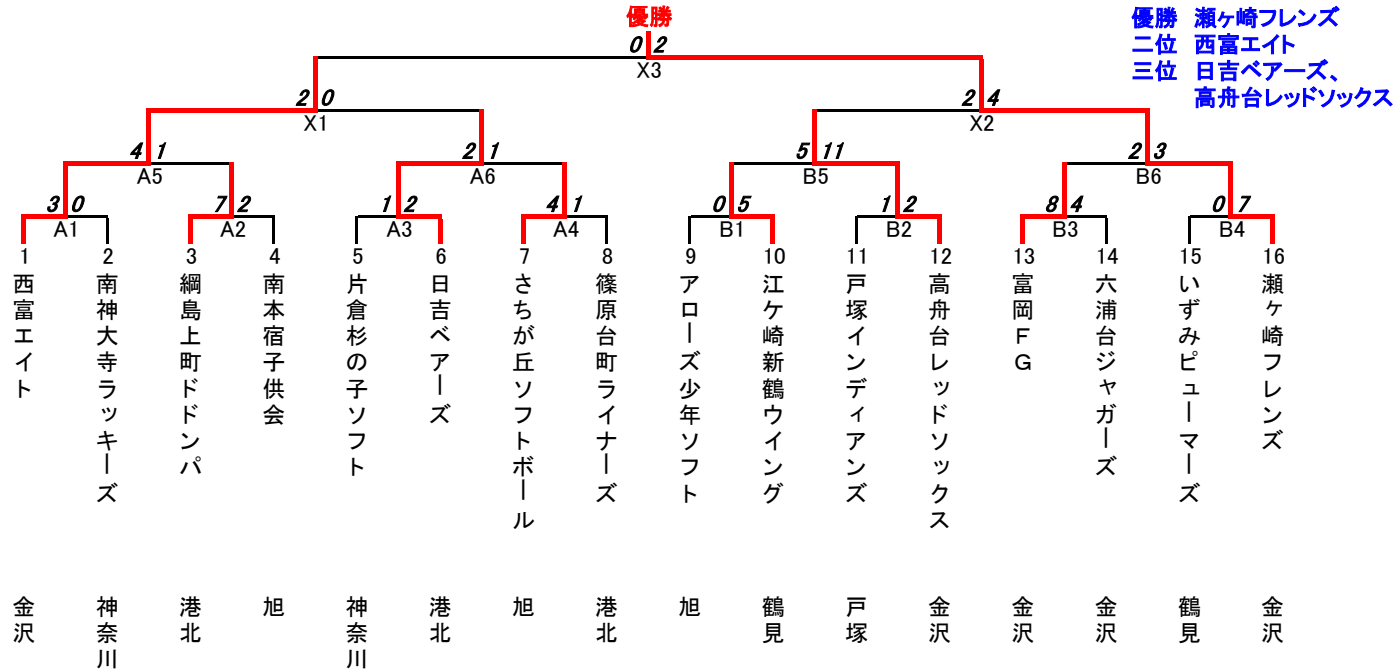 優勝
優勝 瀬ヶ崎フレンズ
二位 西富エイト
三位 日吉ベアーズ、
高舟台レッドソックス
0 2
X3
2 0
X1
2 4
X2
4 1
A5
2 1
A6
5 11
B5
2 3
B6
3 0
A1
7 2
A2
1 2
A3
4 1
A4
0 5
B1
1 2
B2
8 4
B3
0 7
B4
1 2 3 4 5 6 7 8 9 10 11 12 13 14 15 16
西富エイト
南神大寺ラッキーズ
綱島上町ドドンパ
南本宿子供会
片倉杉の子ソフト
日吉ベアーズ
さちが丘ソフトボール
篠原台町ライナーズ
アローズ少年ソフト
江ケ崎新鶴ウイング
戸塚インディアンズ
高舟台レッドソックス
富岡FG
六浦台ジャガーズ
いずみピューマーズ
瀬ヶ崎フレンズ
金沢
神奈川
港北
旭
神奈川
港北
旭
港北
旭
鶴見
戸塚
金沢
金沢
金沢
鶴見
金沢